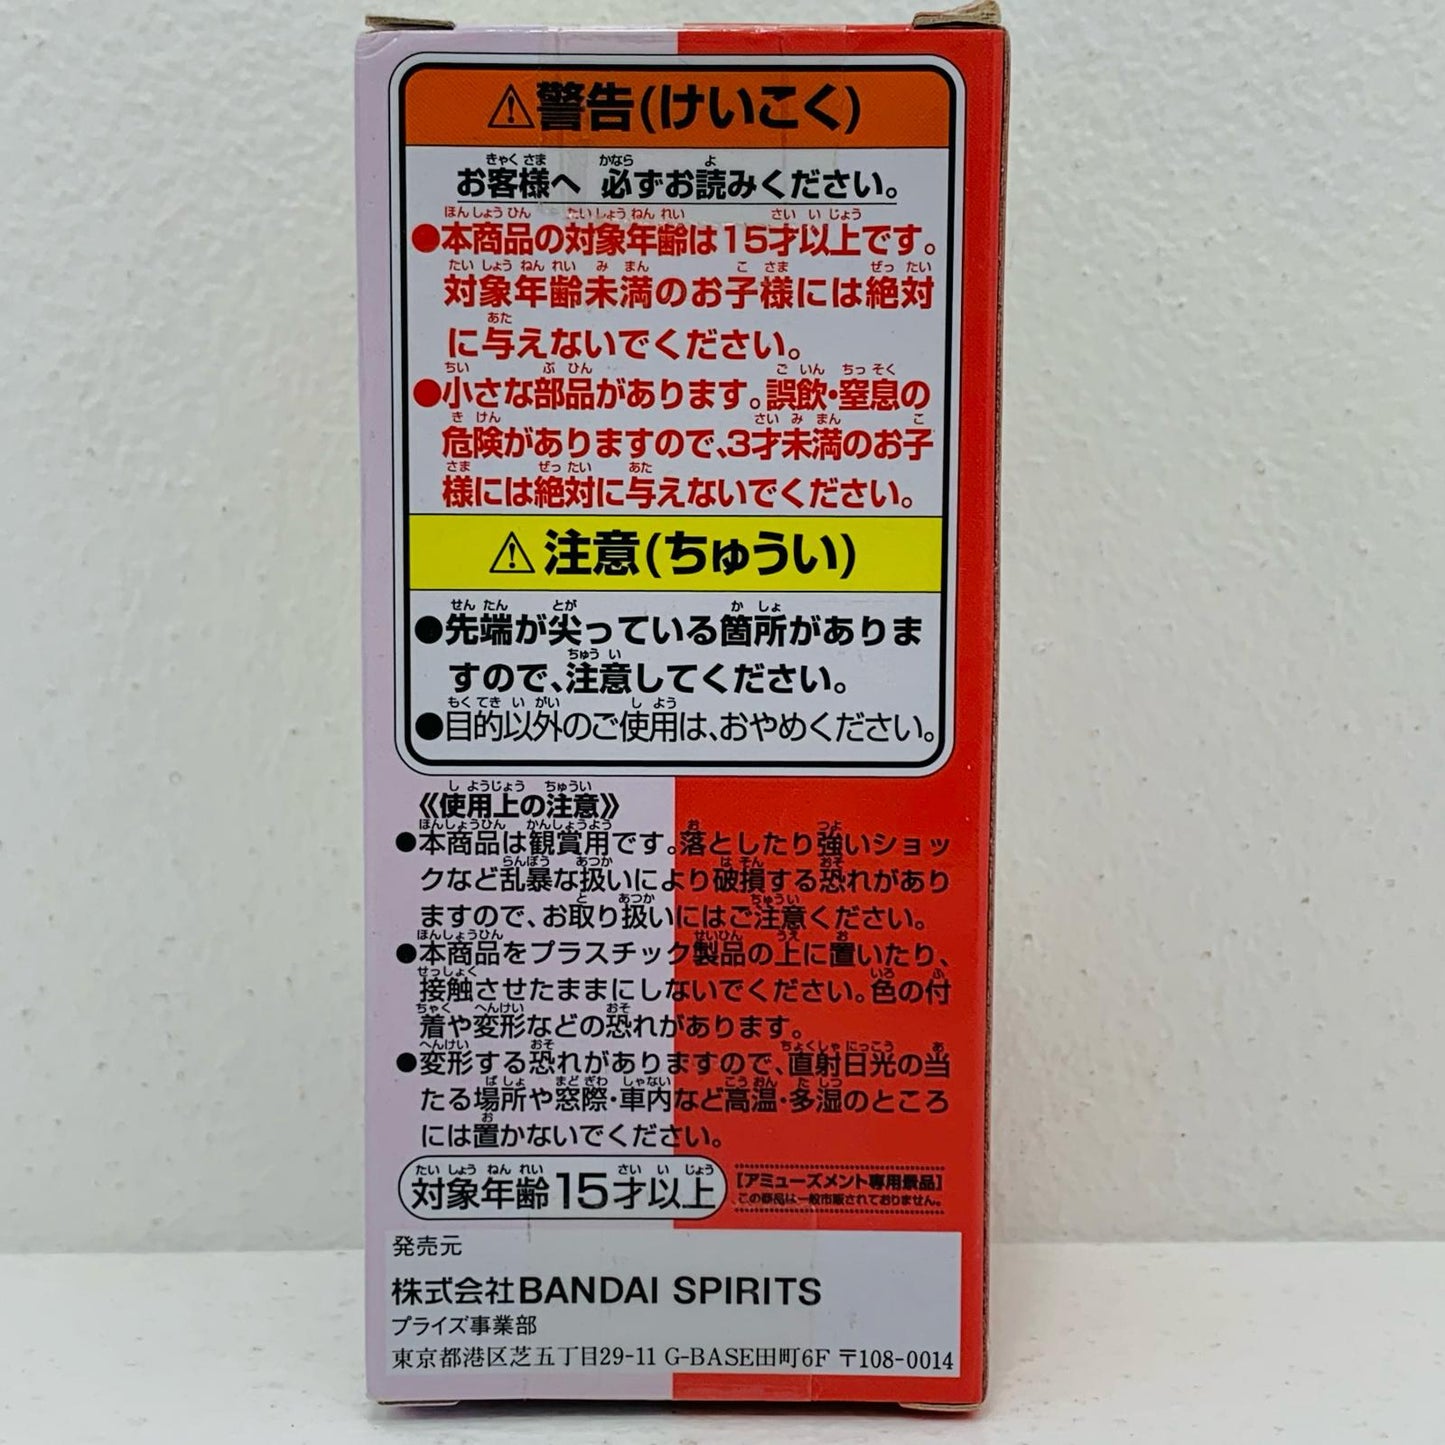 ⚠警告(けいこく)
お客様へ 必ずお読みください。
●本商品の対象年齢は15才以上です。
対象年齢未満のお子様には絶対
に与えないでください。
●小さな部品があります。誤飲・窒息の
危険がありますので、3才未満のお子
様には絶対に与えないでください。
⚠注意(ちゅうい)
●先端が尖っている箇所がありま
すので、注意してください。
●目的以外のご使用は、おやめください。
《使用上の注意》
●本商品は観賞用です。落としたり強いショッ
クなど乱暴な扱いにより破損する恐れがあり
ますので、お取り扱いにはご注意ください。
●本商品をプラスチック製品の上に置いたり、
接触させたままにしないでください。色の付
着や変形などの恐れがあります。
●変形する恐れがありますので、直射日光の当
たる場所や窓際・車内など高温・多湿のところ
には置かないでください。
対象年齢15才以上
[アミューズメント専用景品]
この商品は一般市販されておりません。
発売元
株式会社BANDAI SPIRITS
プライズ事業部
東京都港区芝五丁目29-11 G-BASE田町6F 〒108-0014